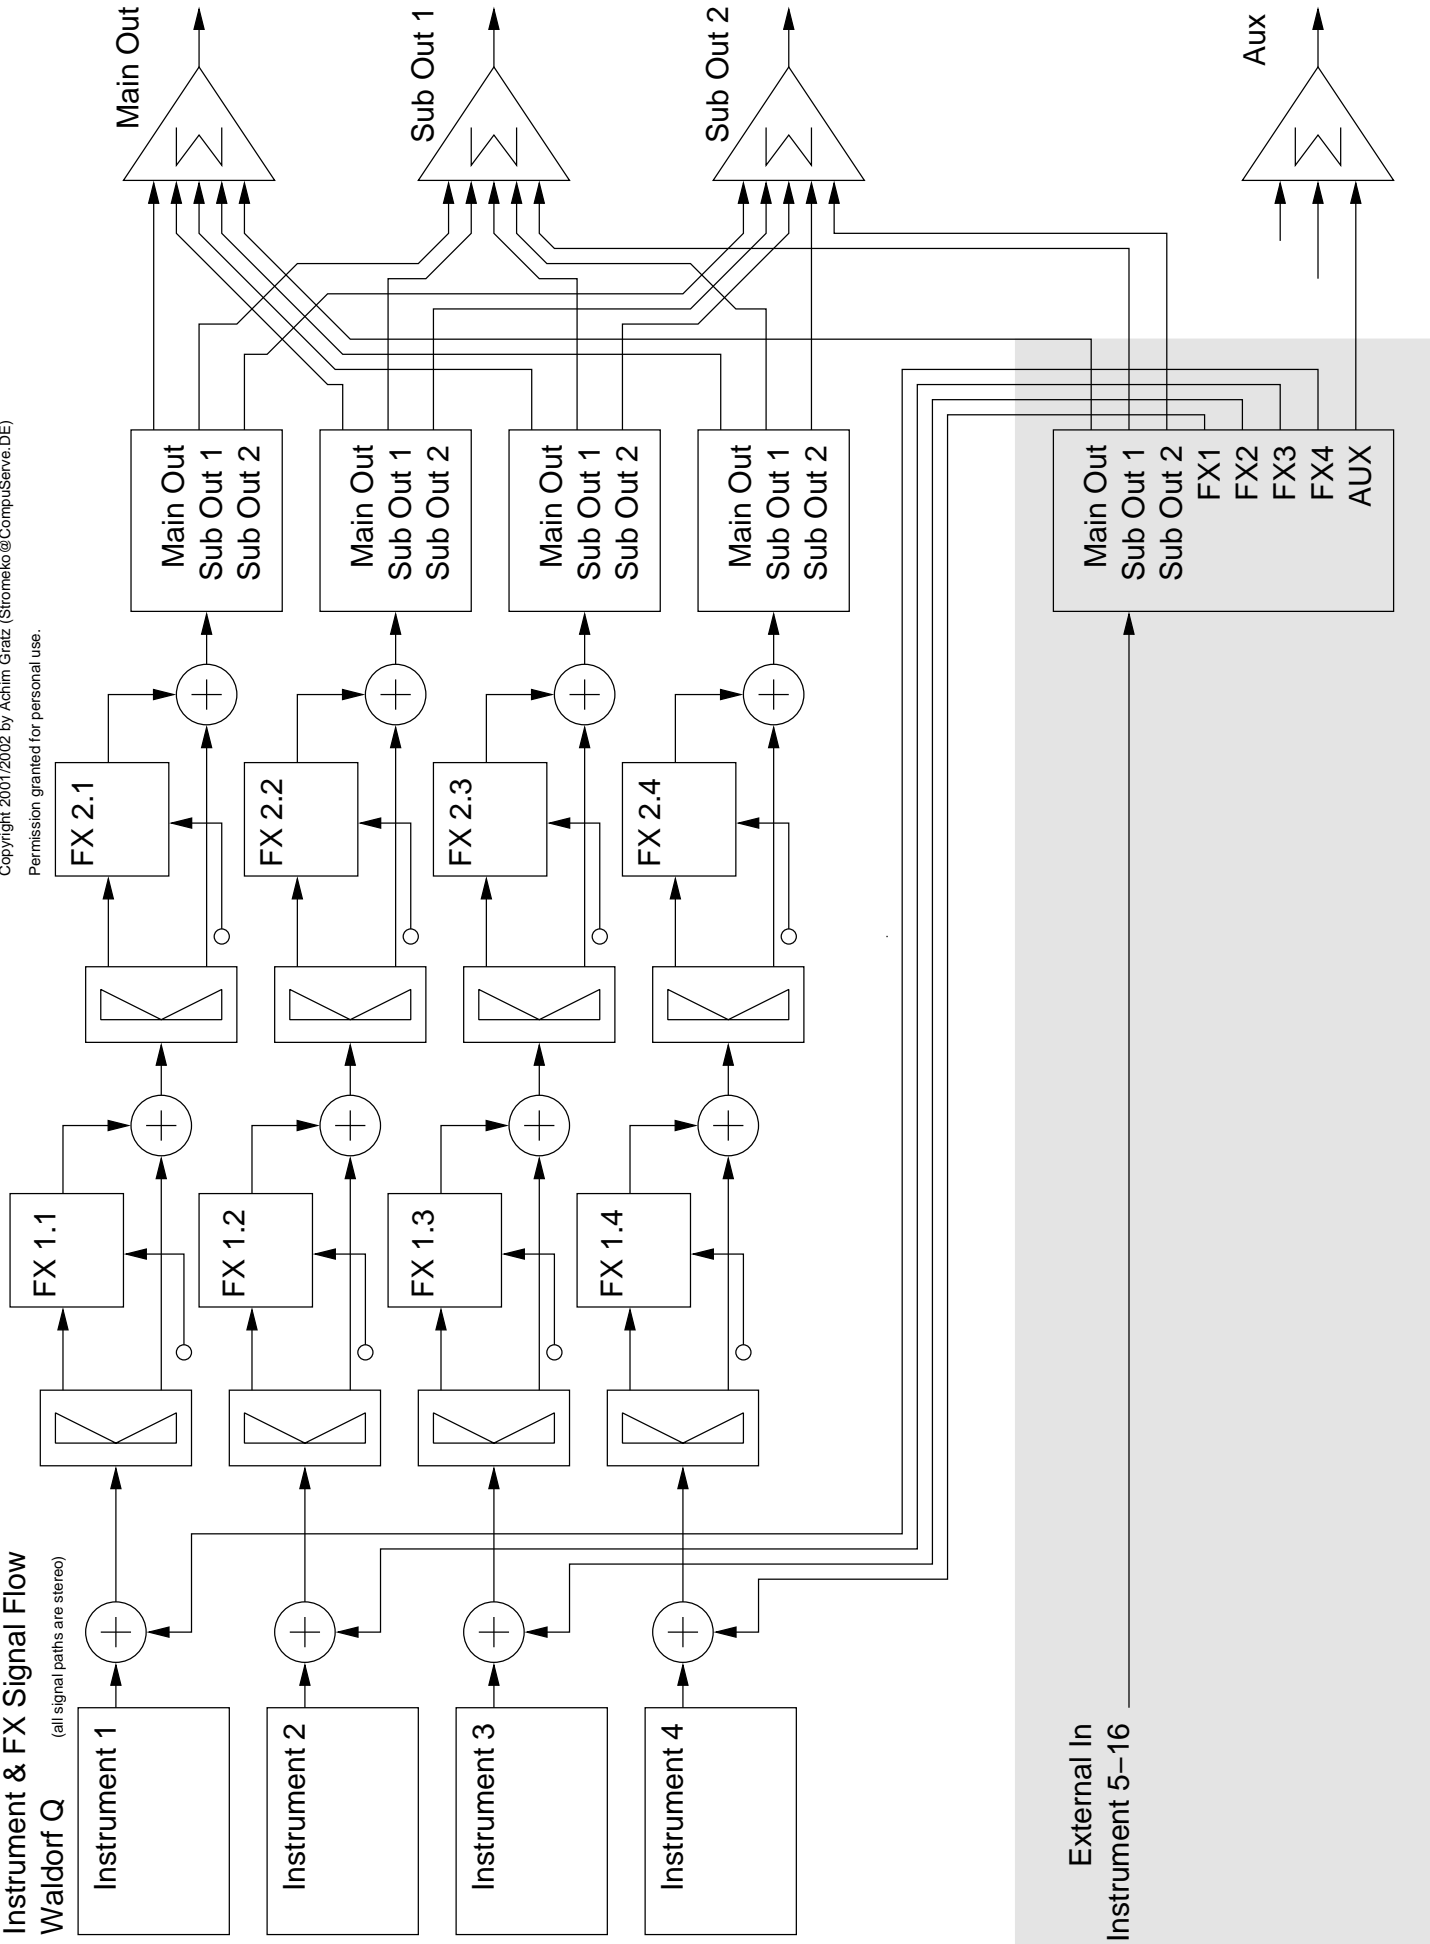 Instrument & FX Signal Flow
Waldorf Q
(all signal paths are stereo)
Copyright 2001/2002 by Achim Gratz (Stromeko@CompuServe.DE)
Permission granted for personal use.
Instrument 1
FX 1.1
FX 2.1
Main Out
Sub Out 1
Sub Out 2
Main Out
Instrument 2
FX 1.2
FX 2.2
Main Out
Sub Out 1
Sub Out 2
Sub Out 1
Instrument 3
FX 1.3
FX 2.3
Main Out
Sub Out 1
Sub Out 2
Sub Out 2
Instrument 4
FX 1.4
FX 2.4
Main Out
Sub Out 1
Sub Out 2
External In
Instrument 5–16
Main Out
Sub Out 1
Sub Out 2
FX1
FX2
FX3
FX4
AUX
Aux